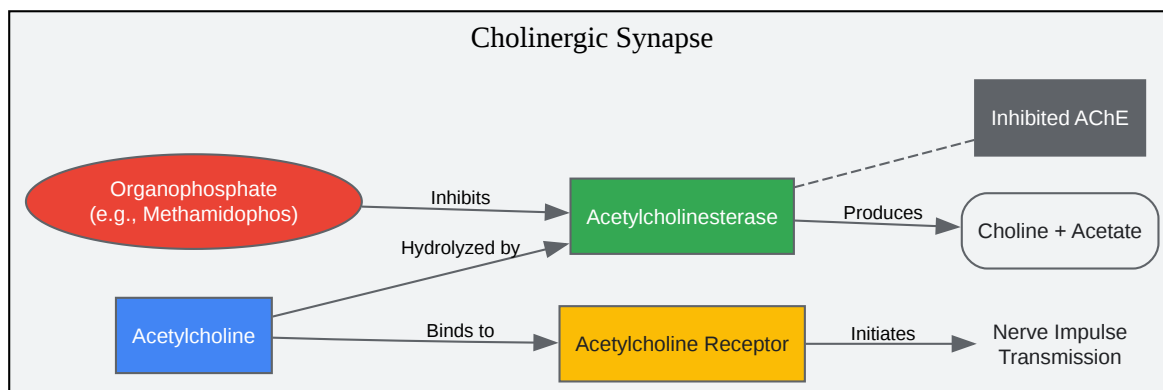 Cholinergic Synapse
Inhibited AChE
Organophosphate
(e.g., Methamidophos)
Inhibits
Acetylcholinesterase
Produces
Choline + Acetate
Hydrolyzed by
Acetylcholine
Binds to
Acetylcholine Receptor
Initiates
Nerve Impulse
Transmission